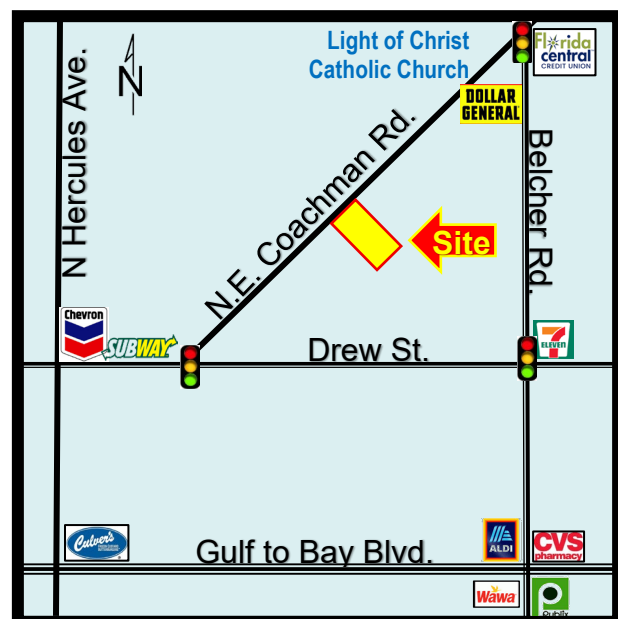 Light of Christ
Catholic Church
Florida
central
CREDIT UNION
N
DOLLAR
GENERAL
N Hercules Ave.
N.E. Coachman Rd.
Belcher Rd.
Site
Chevron
SUBWAY
Drew St.
7
ELEVEN
Culver's
Gulf to Bay Blvd.
ALDI
CVS
pharmacy
Wawa
p
Publix